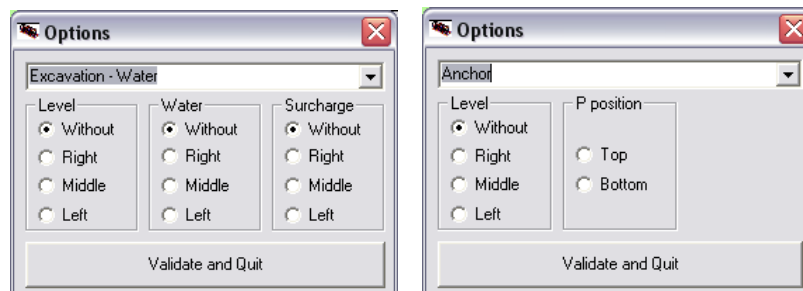 Options
Excavation - Water
Level
Without
Right
Middle
Left
Water
Without
Right
Middle
Left
Surcharge
Without
Right
Middle
Left
Validate and Quit
Options
Anchor
Level
Without
Right
Middle
Left
P position
Top
Bottom
Validate and Quit